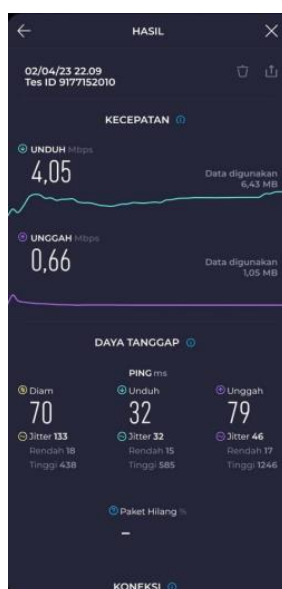 HASIL
02/04/23 22.09
Tes ID 9177152010
KECEPATAN
UNDUH Mbps
4,05
Data digunakan
6,43 MB
UNGGAH Mbps
0,66
Data digunakan
1,05 MB
DAYA TANGGAP
PING ms
Diam
70
Jitter 133
Rendah 18
Tinggi 438
Unduh
32
Jitter 32
Rendah 15
Tinggi 585
Unggah
79
Jitter 46
Rendah 17
Tinggi 1246
Paket Hilang %
–
KONEKSI